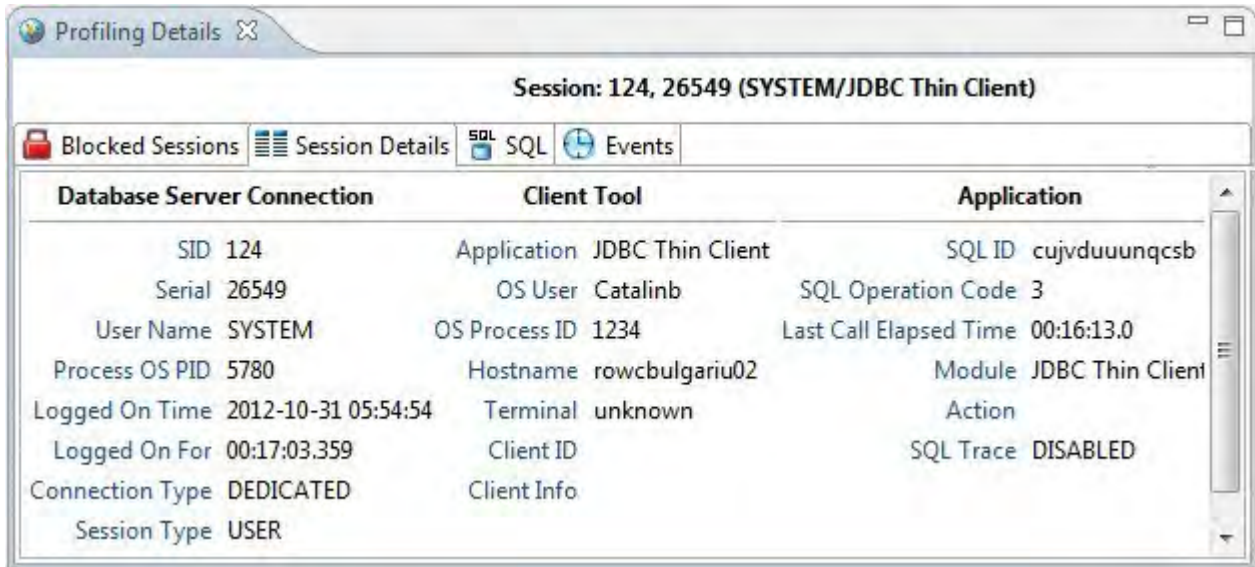 Profiling Details
Session: 124, 26549 (SYSTEM/JDBC Thin Client)
Blocked Sessions Session Details SQL SQL Events
Database Server Connection Client Tool Application
SID 124 Application JDBC Thin Client SQL ID cujvduuunqcsb
Serial 26549 OS User Catalinb SQL Operation Code 3
User Name SYSTEM OS Process ID 1234 Last Call Elapsed Time 00:16:13.0
Process OS PID 5780 Hostname rowcbulgariu02 Module JDBC Thin Client
Logged On Time 2012-10-31 05:54:54 Terminal unknown Action
Logged On For 00:17:03.359 Client ID SQL Trace DISABLED
Connection Type DEDICATED Client Info
Session Type USER